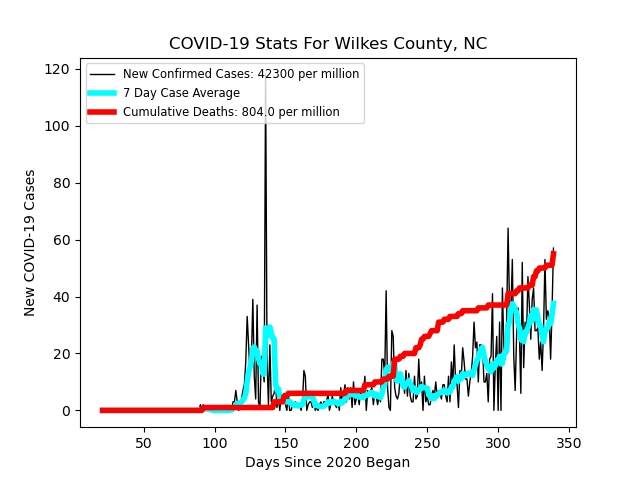 COVID-19 Stats For Wilkes County, NC
New Confirmed Cases: 42300 per million
7 Day Case Average
Cumulative Deaths: 804.0 per million
New COVID-19 Cases
120
100
80
60
40
20
0
50
100
150
200
250
300
350
Days Since 2020 Began